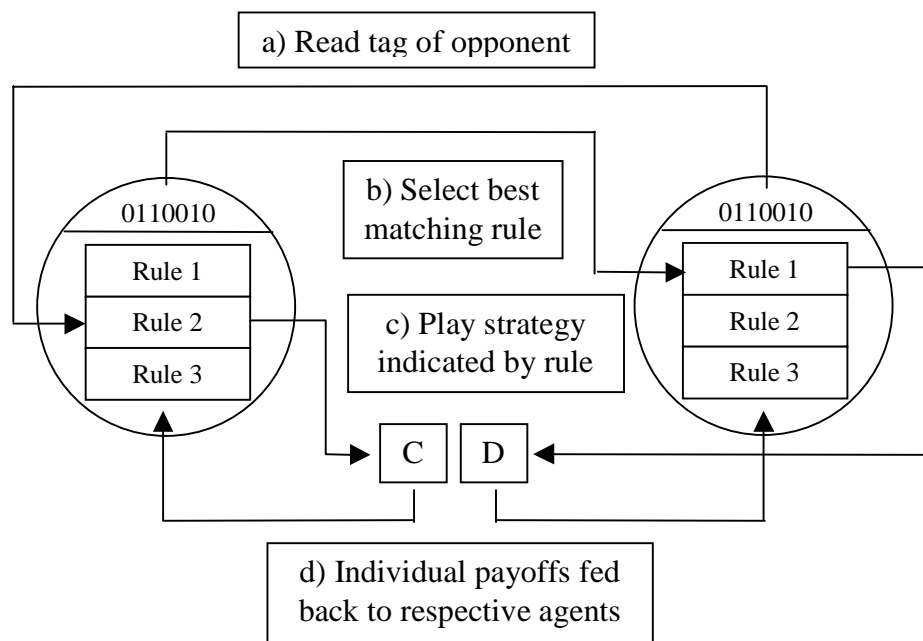 a) Read tag of opponent
b) Select best
matching rule
0110010
Rule 1
Rule 2
Rule 3
0110010
Rule 1
Rule 2
Rule 3
c) Play strategy
indicated by rule
C
D
d) Individual payoffs fed
back to respective agents